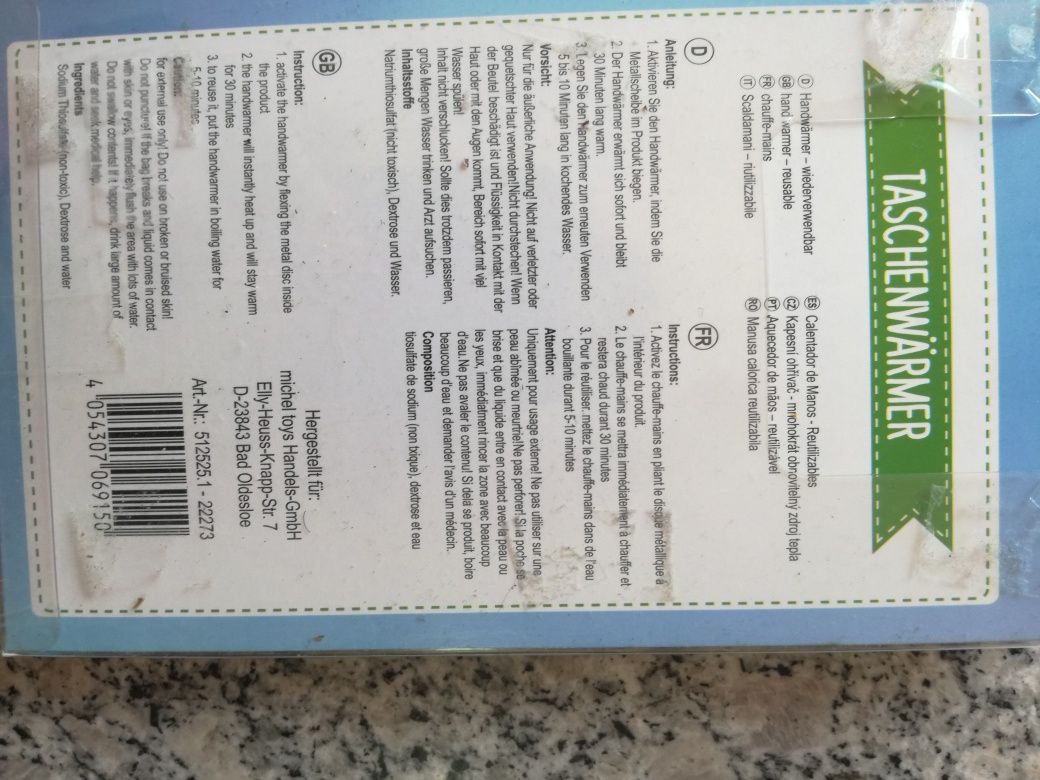 TASCHENWÄRMER
D Handwärmer – wiederverwendbar
GB hand warmer – reusable
FR chauffe-mains
IT Scaldamani – riutilizzabile
ES Calentador de Manos - Reutilizables
CZ Kapesní ohřívač - mnohokrát obnovitelný zdroj tepla
PT Aquecedor de mãos – reutilizável
RO Manusa calorica reutilizabila
D
Anleitung:
1. Aktivieren Sie den Handwärmer, indem Sie die
Metallscheibe im Produkt biegen.
2. Der Handwärmer erwärmt sich sofort und bleibt
30 Minuten lang warm.
3. Legen Sie den Handwärmer zum erneuten Verwenden
5 bis 10 Minuten lang in kochendes Wasser.
Vorsicht:
Nur für die äußerliche Anwendung! Nicht auf verletzter oder
gequetschter Haut verwenden!Nicht durchstechen! Wenn
der Beutel beschädigt ist und Flüssigkeit in Kontakt mit der
Haut oder mit den Augen kommt, Bereich sofort mit viel
Wasser spülen!
Inhalt nicht verschlucken! Sollte dies trotzdem passieren,
große Mengen Wasser trinken und Arzt aufsuchen.
Inhaltsstoffe
Natriumthiosulfat (nicht toxisch), Dextrose und Wasser.
FR
Instructions:
1. Activez le chauffe-mains en pliant le disque métallique à
l'intérieur du produit.
2. Le chauffe-mains se mettra immédiatement à chauffer et
restera chaud durant 30 minutes
3. Pour le réutiliser, mettez le chauffe-mains dans de l'eau
bouillante durant 5-10 minutes
Attention:
Uniquement pour usage externe! Ne pas utiliser sur une
peau abîmée ou meurtrie!Ne pas perforer! Si la poche se
brise et que du liquide entre en contact avec la peau ou
les yeux, immédiatment rincer la zone avec beaucoup
d'eau.Ne pas avaler le contenu! Si cela se produit, boire
beaucoup d'eau et demander l'avis d'un médecin.
Composition
tiosulfate de sodium (non toxique), dextrose et eau
GB
Instruction:
1. activate the handwarmer by flexing the metal disc inside
the product
2. the handwarmer will instantly heat up and will stay warm
for 30 minutes
3. to reuse it, put the handwarmer in boiling water for
5-10 minutes
Cautions:
for external use only! Do not use on broken or bruised skin!
Do not puncture! If the bag breaks and liquid comes in contact
with skin or eyes, immediately flush the area with lots of water.
Do not swallow contents! If it happens, drink large amount of
water and seek medical help.
Ingredients
Sodium Thiosulfate (non-toxic), Dextrose and water
Hergestellt für:
michel toys Handels-GmbH
Elly-Heuss-Knapp-Str. 7
D-23843 Bad Oldesloe
Art.-Nr.: 512525.1 - 22273
4 054307 069150